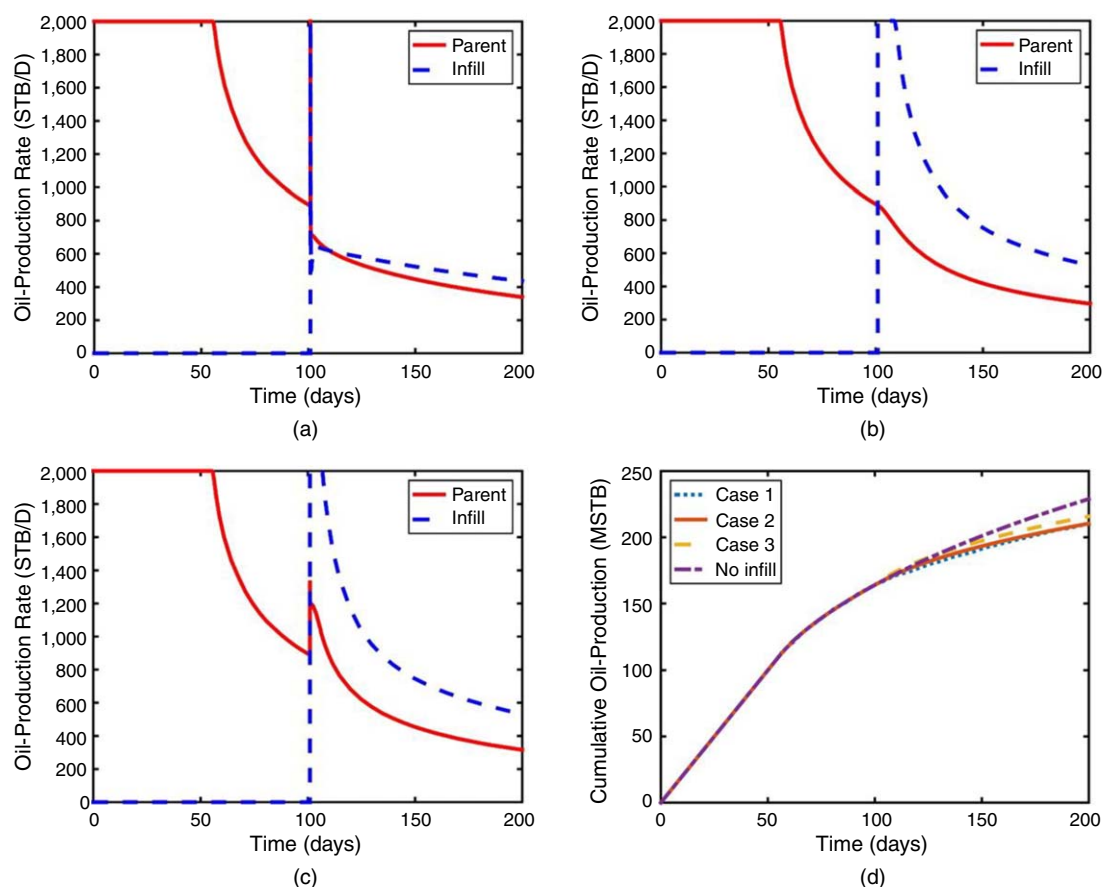 2,000
1,800
1,600
1,400
1,200
1,000
800
600
400
200
0
Oil-Production Rate (STB/D)
Parent
Infill
0 50 100 150 200
Time (days)
(a)
2,000
1,800
1,600
1,400
1,200
1,000
800
600
400
200
0
Oil-Production Rate (STB/D)
Parent
Infill
0 50 100 150 200
Time (days)
(b)
2,000
1,800
1,600
1,400
1,200
1,000
800
600
400
200
0
Oil-Production Rate (STB/D)
Parent
Infill
0 50 100 150 200
Time (days)
(c)
250
200
150
100
50
0
Cumulative Oil-Production (MSTB)
Case 1
Case 2
Case 3
No infill
0 50 100 150 200
Time (days)
(d)